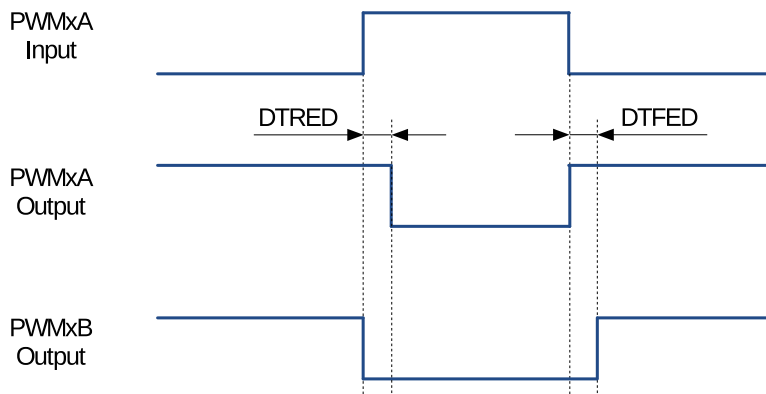 PWMxA
Input
DTRED
DTFED
PWMxA
Output
PWMxB
Output